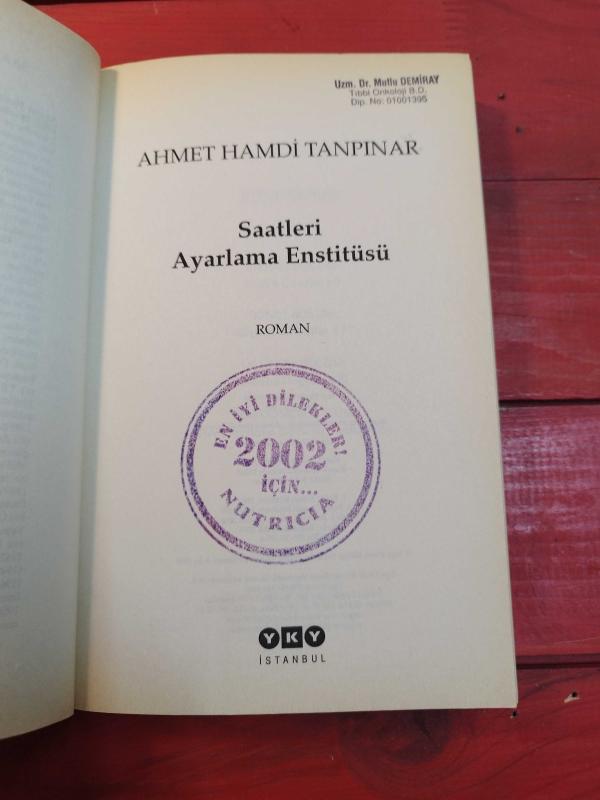 Uzm. Dr. Mutlu DEMİRAY
Tıbbi Onkoloji B.D.
Dip. No: 01001395
AHMET HAMDİ TANPINAR
Saatleri
Ayarlama Enstitüsü
ROMAN
EN İYİ DİLEKLER!
2002
İÇİN...
NUTRICIA
YKY
İSTANBUL